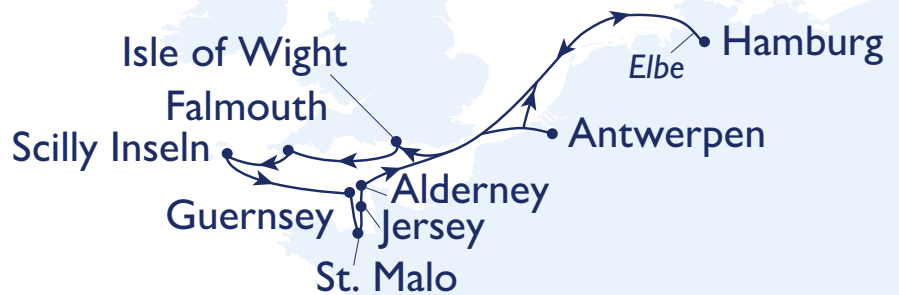 Hamburg
Isle of Wight
Elbe
Falmouth
Antwerpen
Scilly Inseln
Alderney
Guernsey
Jersey
St. Malo